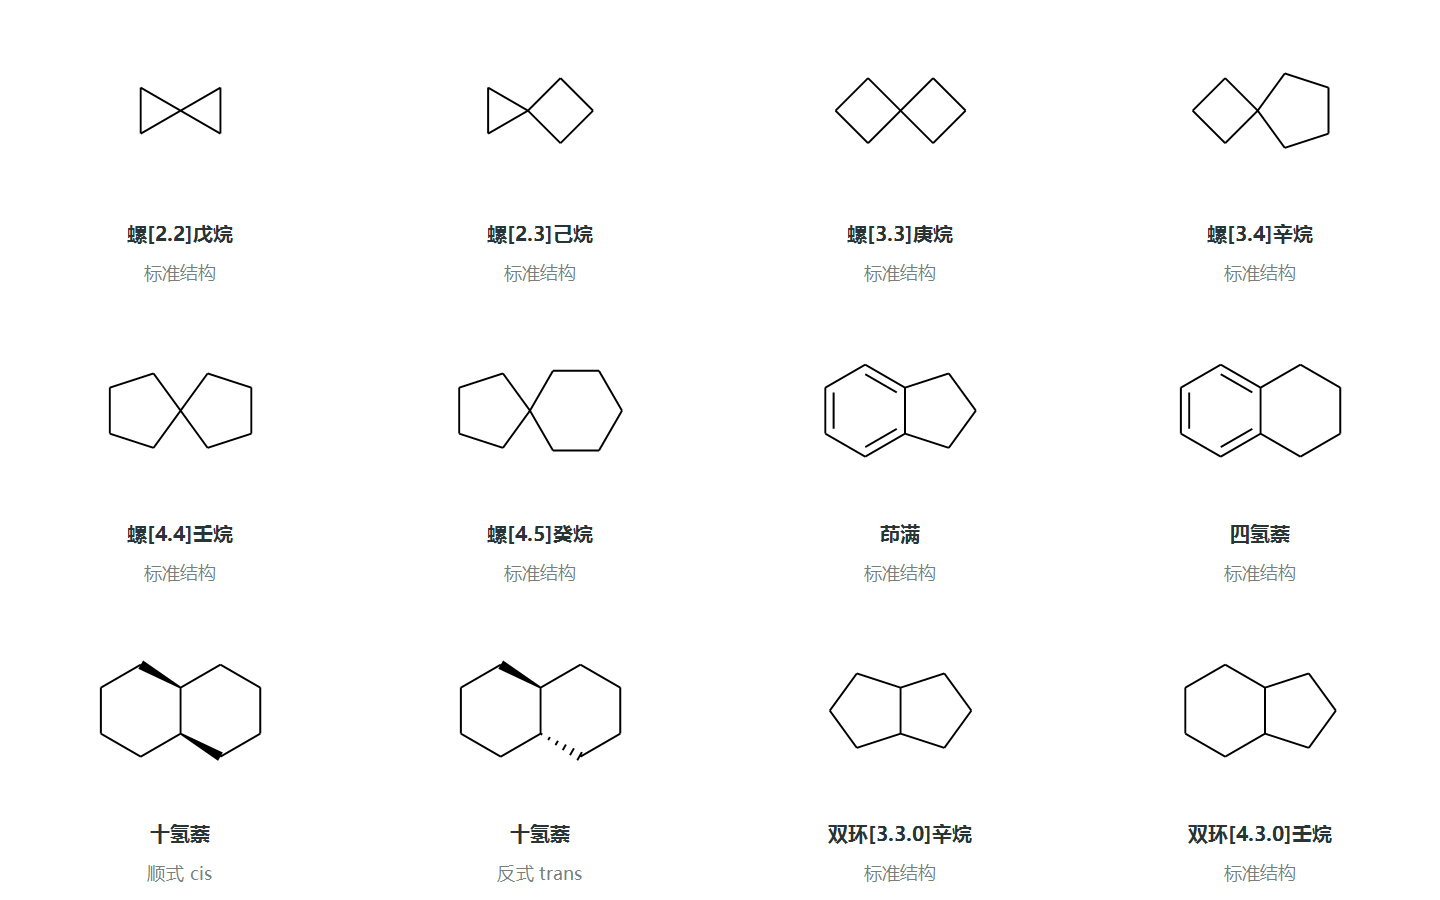 螺[2.2]戊烷
螺[2.3]己烷
螺[3.3]庚烷
螺[3.4]辛烷
标准结构
标准结构
标准结构
标准结构
螺[4.4]壬烷
螺[4.5]癸烷
茚满
四氢萘
标准结构
标准结构
标准结构
标准结构
十氢萘
十氢萘
双环[3.3.0]辛烷
双环[4.3.0]壬烷
顺式 cis
反式 trans
标准结构
标准结构